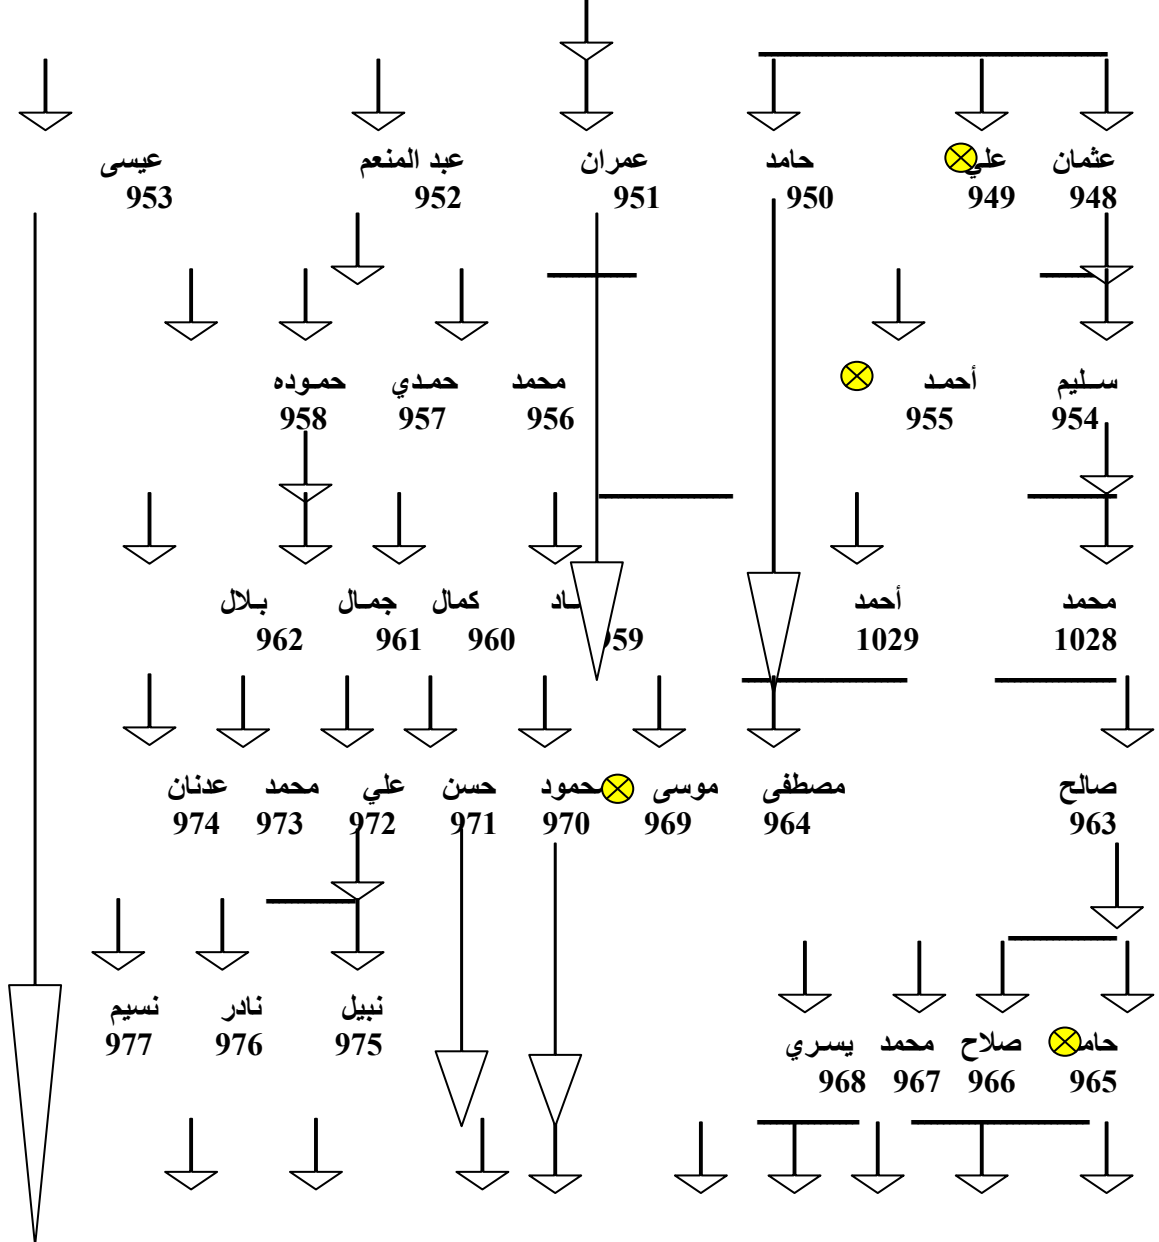 عثمان علي حامد عمران عبد المنعم عيسى
948 949 950 951 952 953
سليم أحمد محمد حمدي حموده
954 955 956 957 958
محمد أحمد كمال جمال بلال
1028 1029 959 960 961 962
صالح مصطفى موسى محمود حسن علي محمد عدنان
963 964 969 970 971 972 973 974
نبيل نادر نسيم
975 976 977
صلاح محمد يسري
965 966 967 968